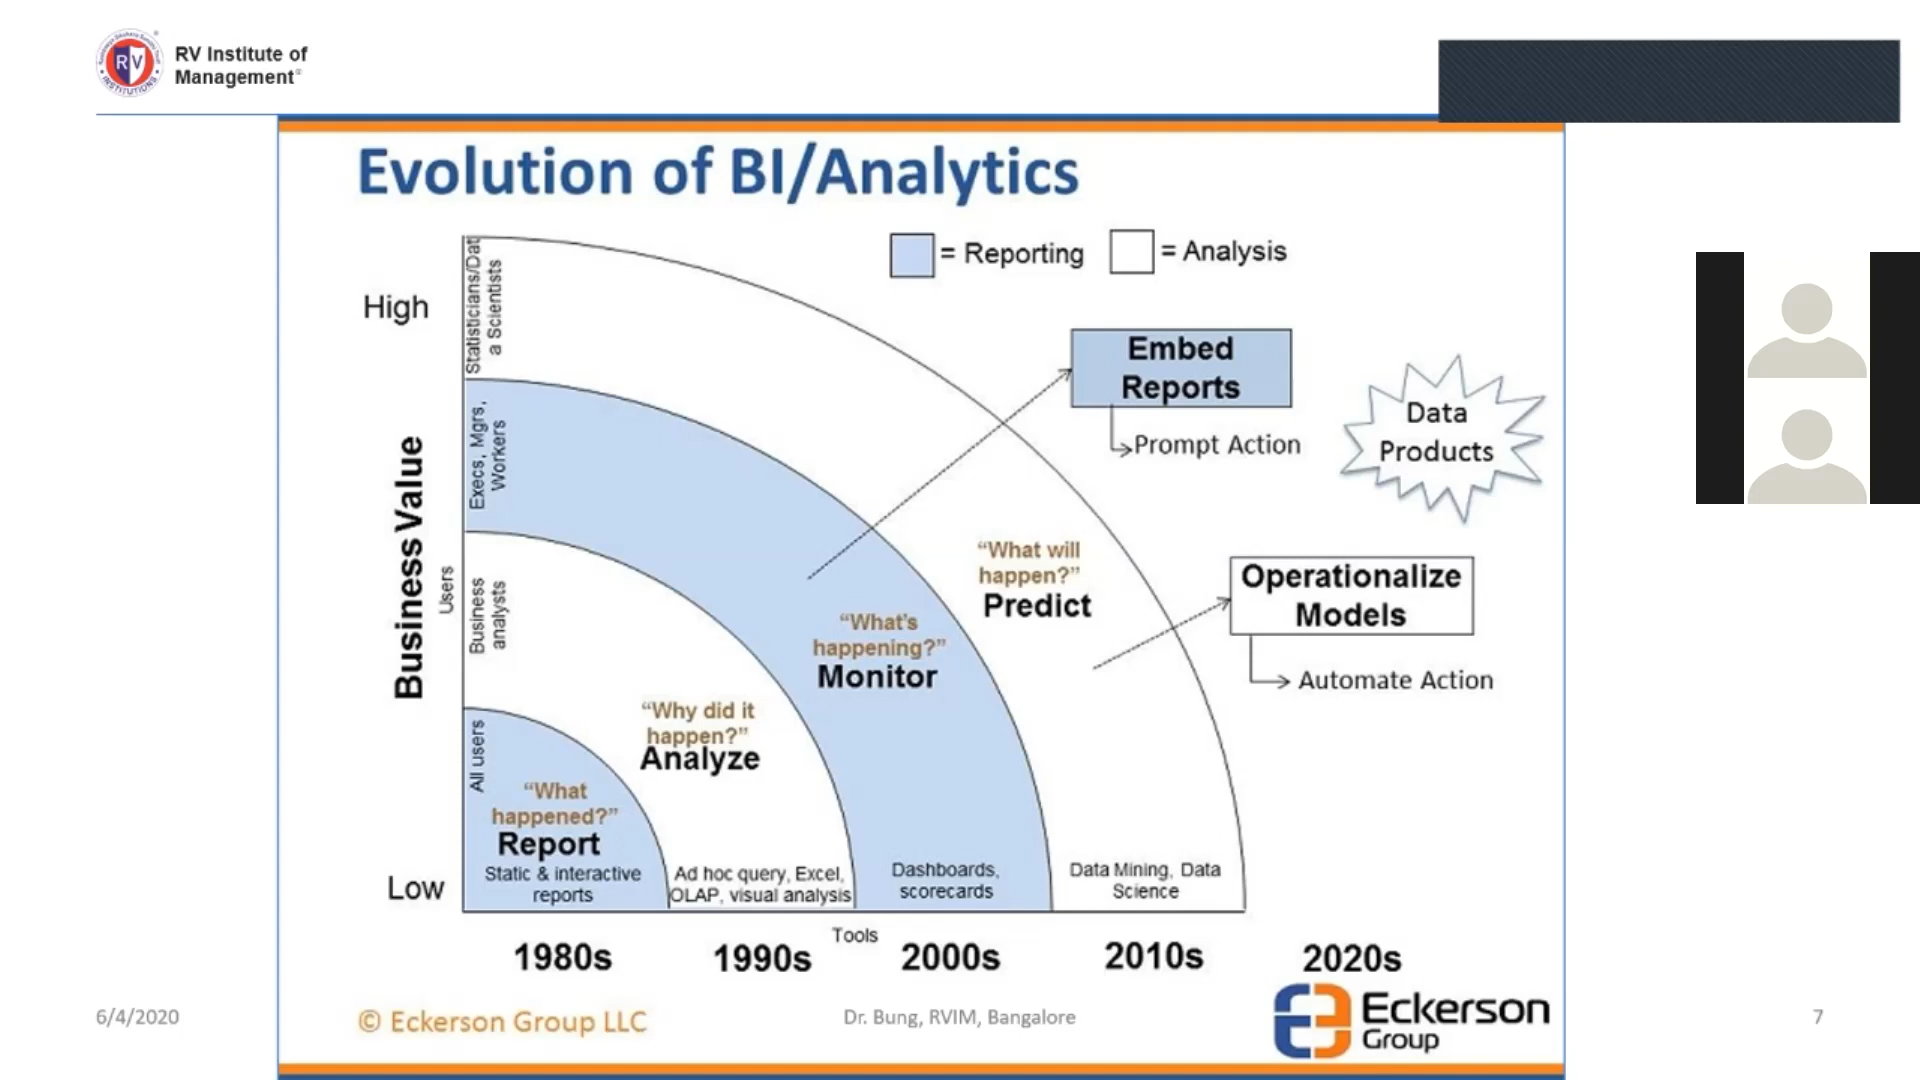 RV Institute of
Management®
RV
INSTITUTIONS
Evolution of BI/Analytics
= Reporting
= Analysis
High
Business Value
Low
Users
Statisticians/Dat
a Scientists
Execs, Mgrs,
Workers
Business
analysts
All users
Embed
Reports
Prompt Action
Data
Products
“What will
happen?”
Predict
Operationalize
Models
Automate Action
“What’s
happening?”
Monitor
“Why did it
happen?”
Analyze
“What
happened?”
Report
Static & interactive
reports
Ad hoc query, Excel,
OLAP, visual analysis
Dashboards,
scorecards
Data Mining, Data
Science
Tools
1980s
1990s
2000s
2010s
2020s
6/4/2020
© Eckerson Group LLC
Dr. Bung, RVIM, Bangalore
Eckerson
Group
7